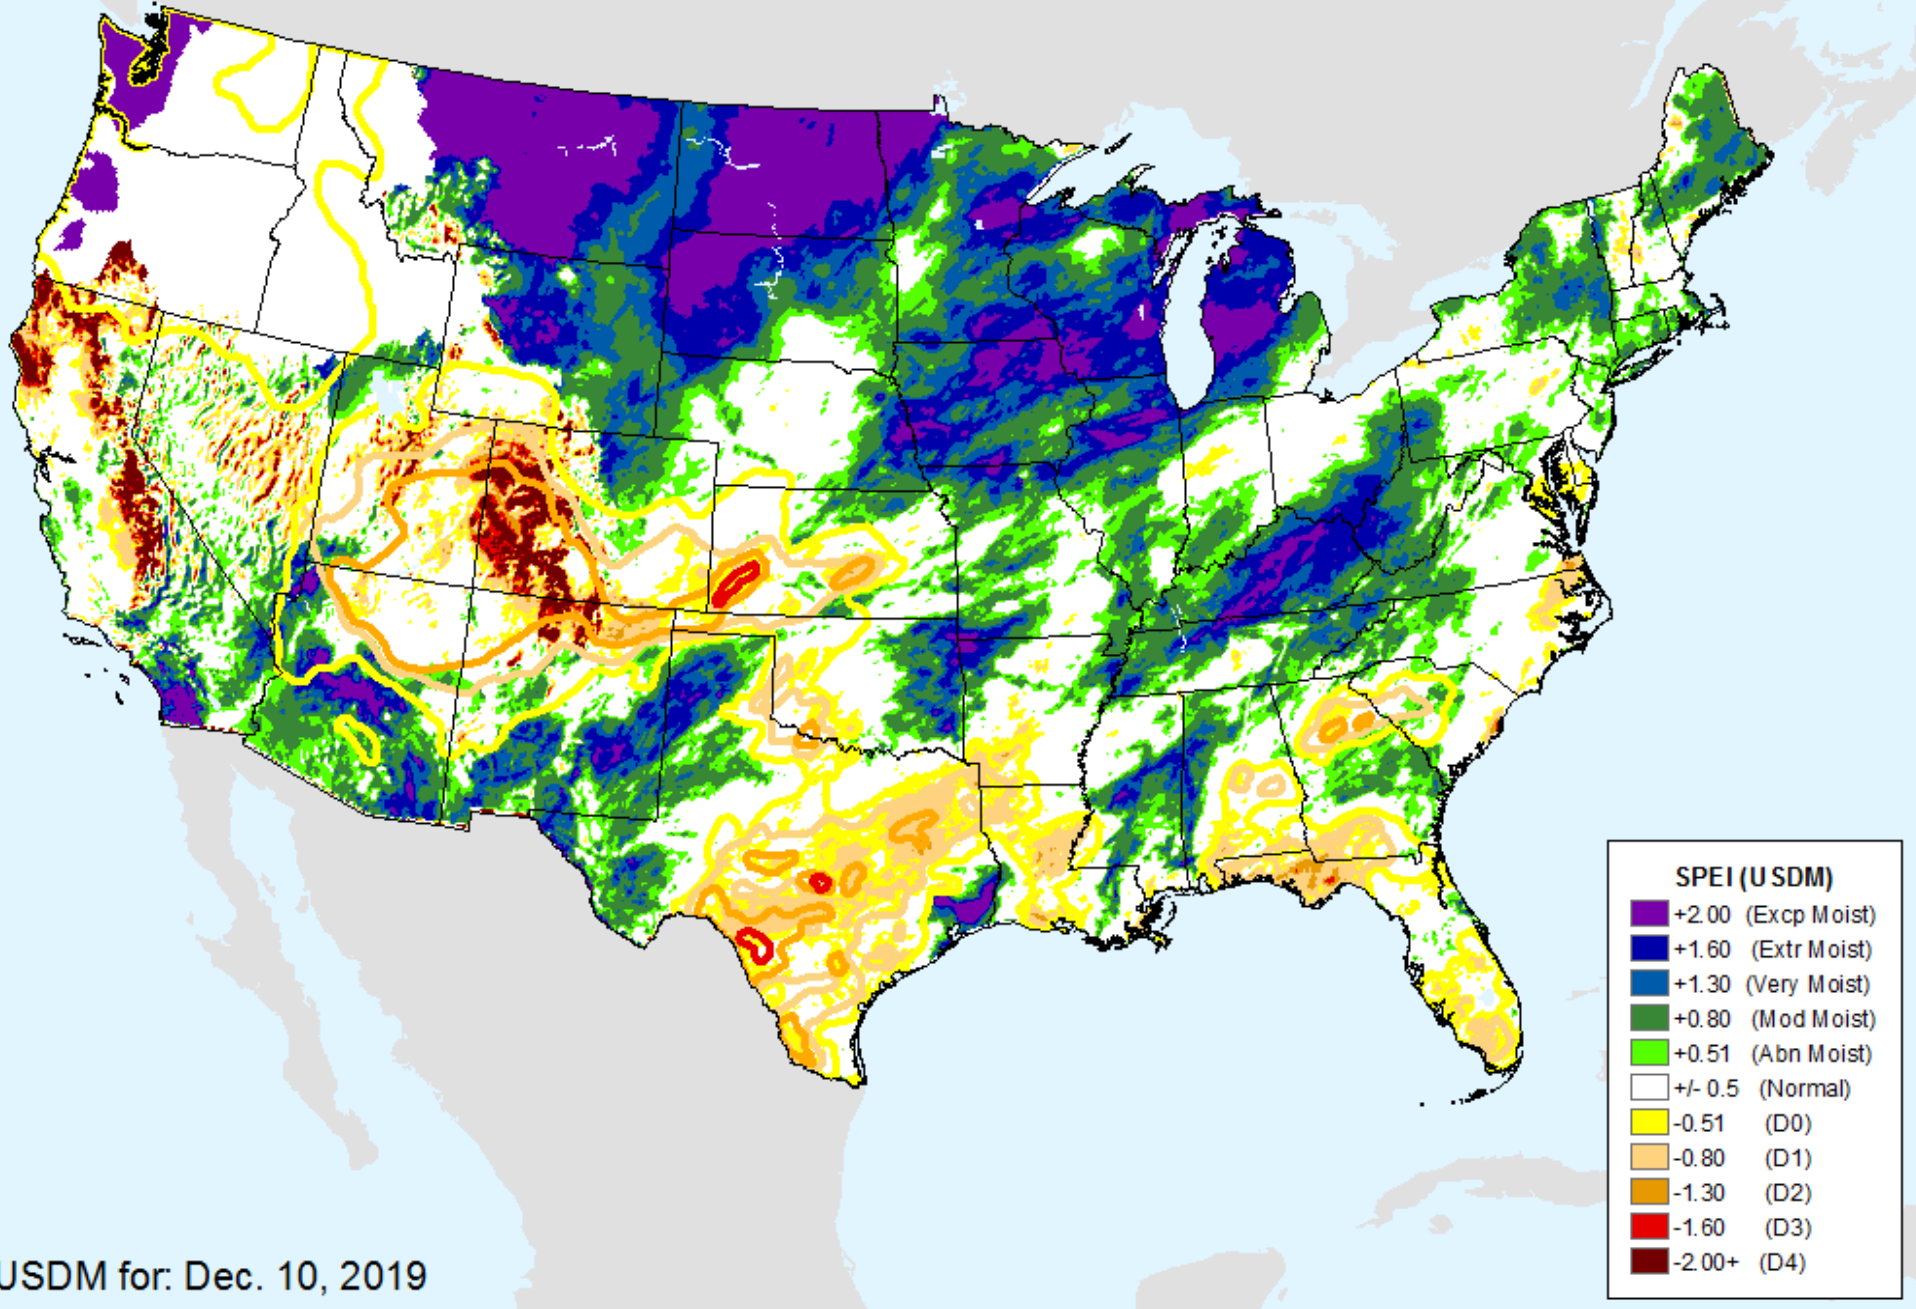 SPEI (USDM)
+2.00 (Excp Moist)
+1.60 (Extr Moist)
+1.30 (Very Moist)
+0.80 (Mod Moist)
+0.51 (Abn Moist)
+/- 0.5 (Normal)
-0.51 (D0)
-0.80 (D1)
-1.30 (D2)
-1.60 (D3)
-2.00+ (D4)
USDM for: Dec. 10, 2019